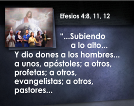 Efesios 4:8, 11, 12
"...Subiendo
a lo alto...
Y dio dones a los hombres...
a unos, apóstoles; a otros,
profetas; a otros,
evangelistas; a otros,
pastores...